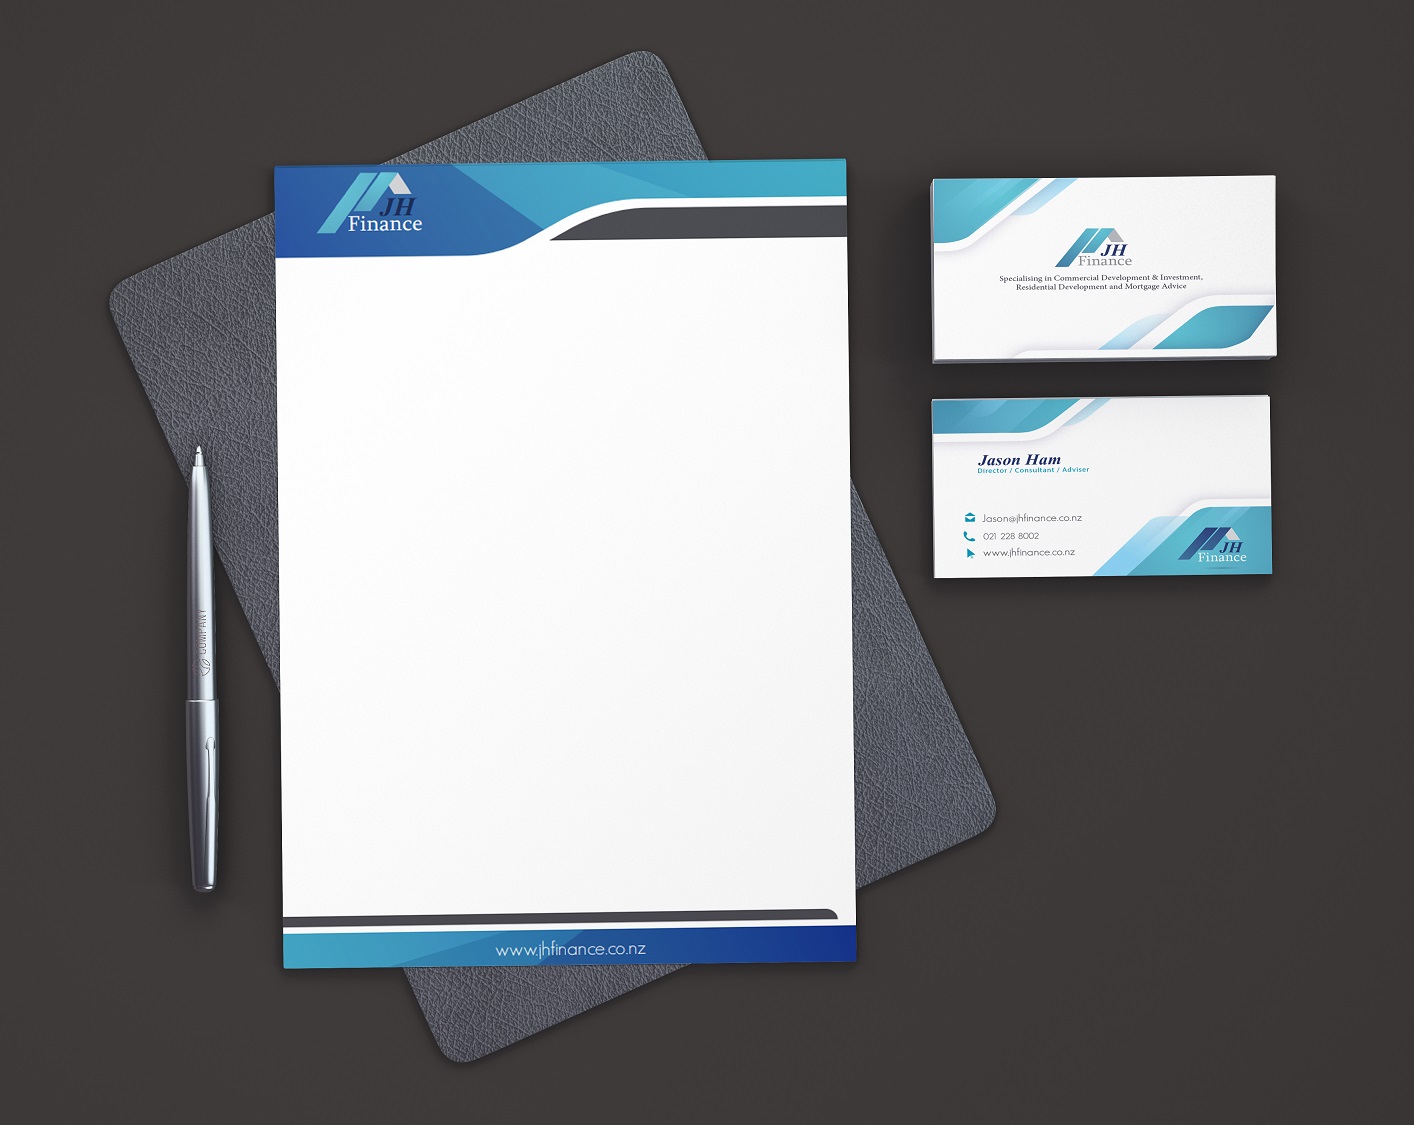 JH
Finance
www.jhfinance.co.nz
COMPANY
JH
Finance
Specialising in Commercial Development & Investment,
Residential Development and Mortgage Advice
Jason Ham
Director / Consultant / Adviser
Jason@jhfinance.co.nz
021 228 8002
www.jhfinance.co.nz
JH
Finance